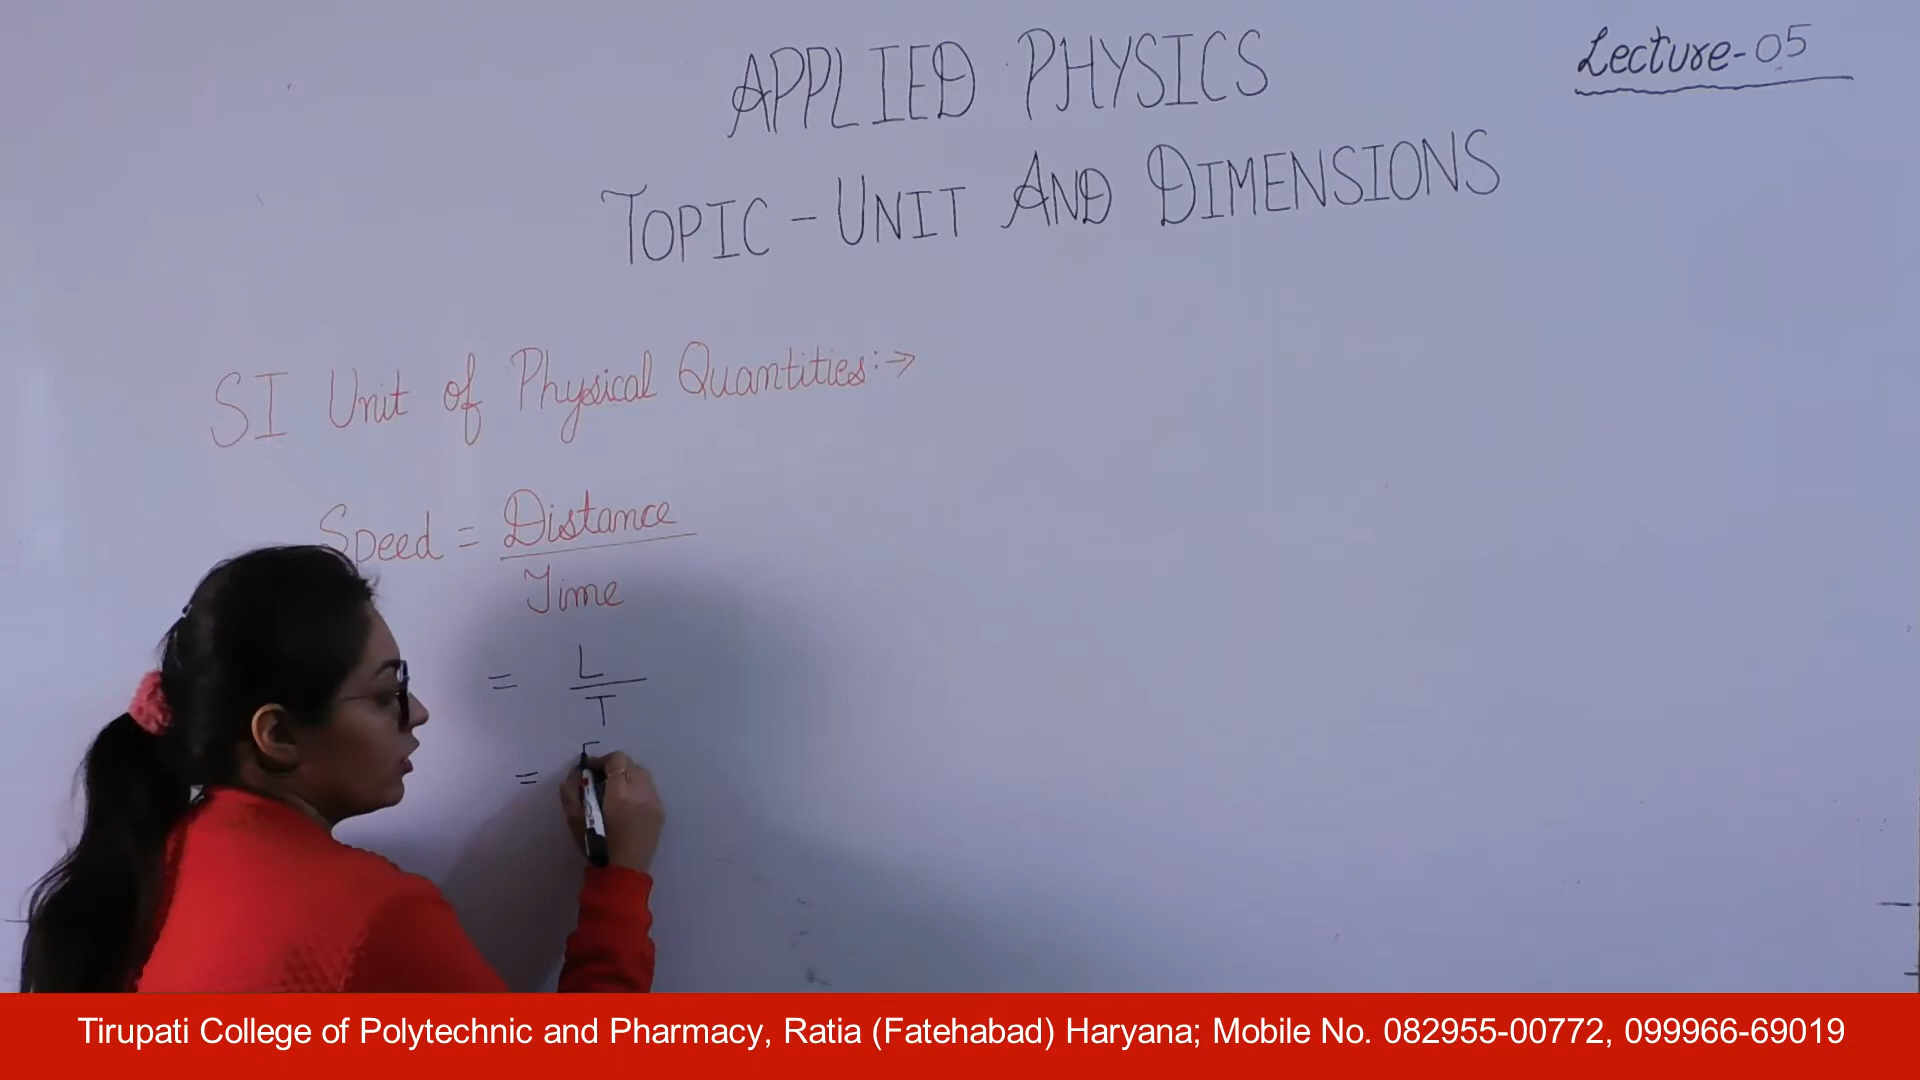 Lecture-05
APPLIED PHYSICS
TOPIC - UNIT AND DIMENSIONS
SI Unit of Physical Quantities:→
Speed = Distance
Time
= L
T
=
Tirupati College of Polytechnic and Pharmacy, Ratia (Fatehabad) Haryana; Mobile No. 082955-00772, 099966-69019